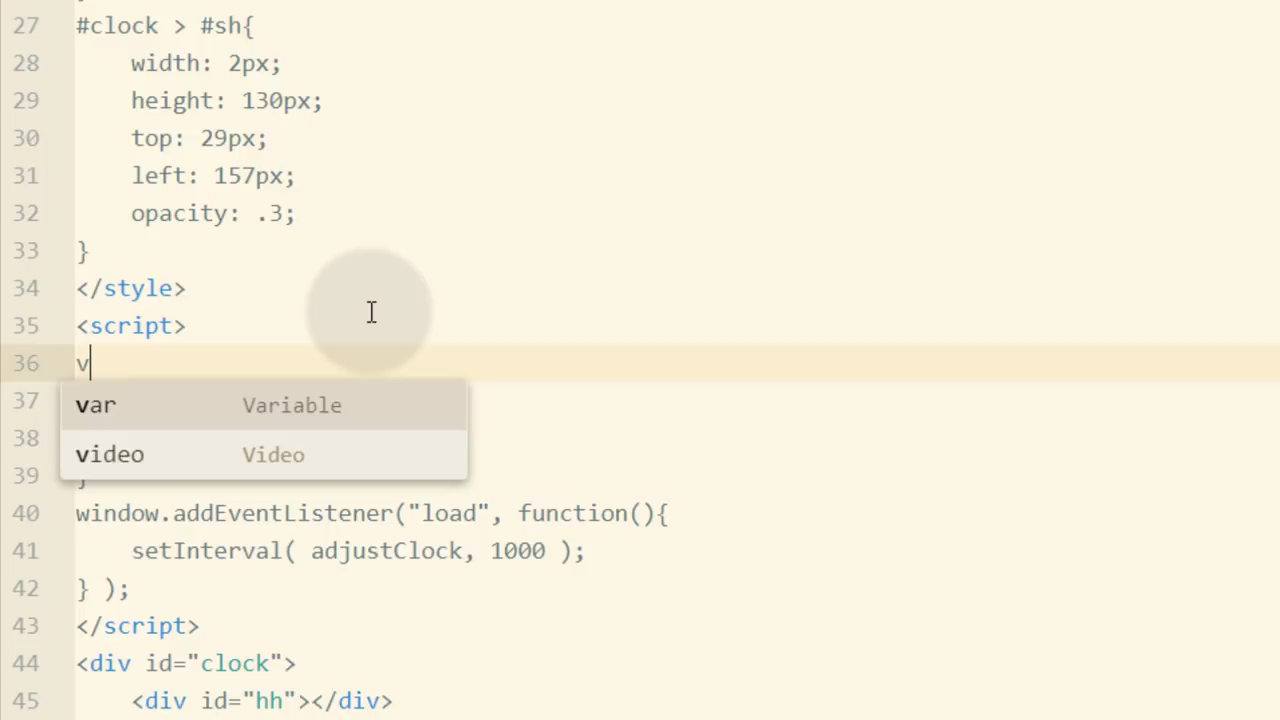 27 #clock > #sh{
28 width: 2px;
29 height: 130px;
30 top: 29px;
31 left: 157px;
32 opacity: .3;
33 }
34 </style>
35 <script>
36 v
37 var Variable
38 video Video
39 }
40 window.addEventListener("load", function(){
41 setInterval( adjustClock, 1000 );
42 } );
43 </script>
44 <div id="clock">
45 <div id="hh"></div>